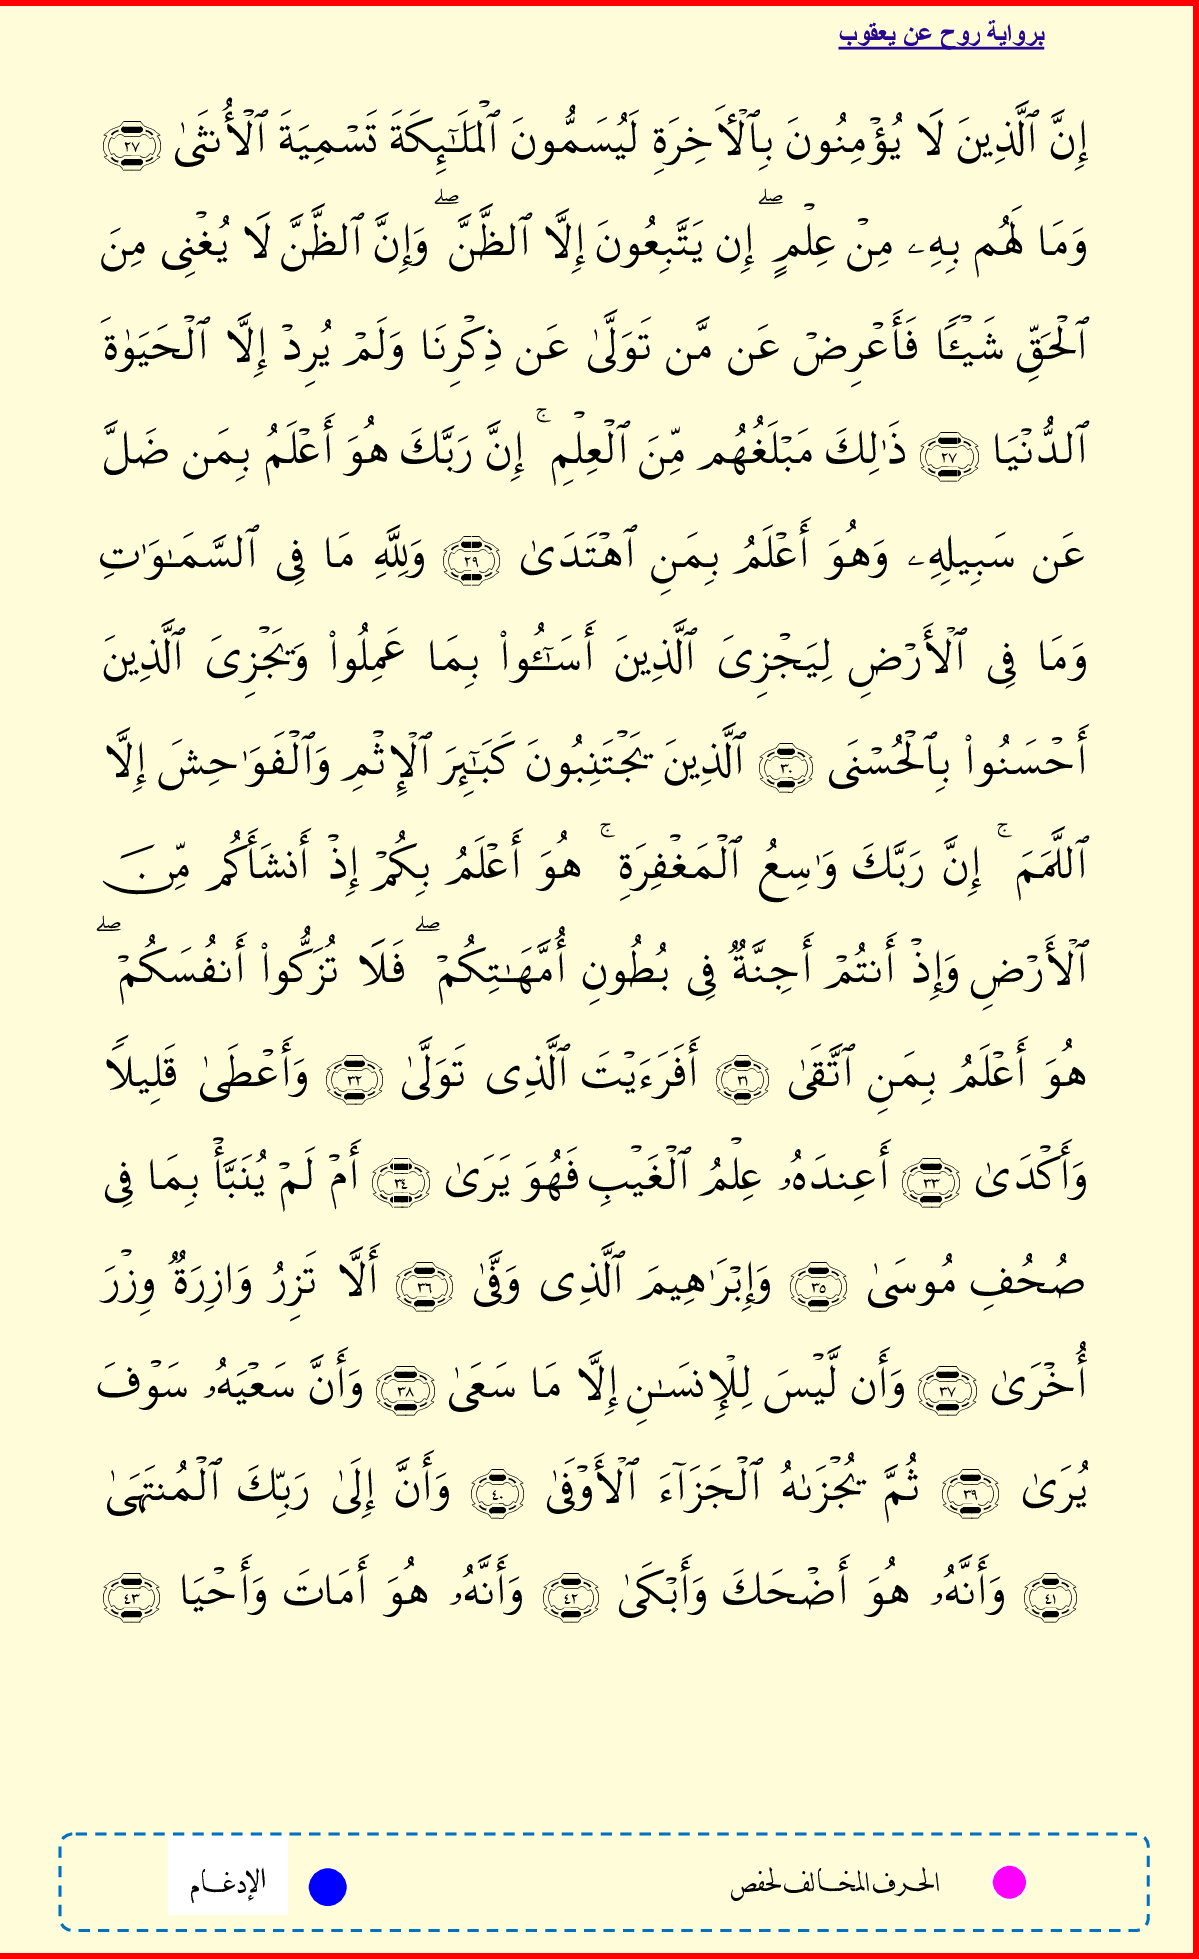 برواية روح عن يعقوب
إِنَّ ٱلَّذِينَ لَا يُؤۡمِنُونَ بِٱلۡأَخِرَةِ لَيُسَمُّونَ ٱلۡمَلَٰٓئِكَةَ تَسۡمِيَةَ ٱلۡأُنثَىٰ ٢٧
وَمَا لَهُم بِهِۦ مِنۡ عِلۡمٍۖ إِن يَتَّبِعُونَ إِلَّا ٱلظَّنَّۖ وَإِنَّ ٱلظَّنَّ لَا يُغۡنِى مِنَ
ٱلۡحَقِّ شَيۡـًٔا فَأَعۡرِضۡ عَن مَّن تَوَلَّىٰ عَن ذِكۡرِنَا وَلَمۡ يُرِدۡ إِلَّا ٱلۡحَيَوٰةَ
ٱلدُّنۡيَا ٢٧ ذَٰلِكَ مَبۡلَغُهُم مِّنَ ٱلۡعِلۡمِۚ إِنَّ رَبَّكَ هُوَ أَعۡلَمُ بِمَن ضَلَّ
عَن سَبِيلِهِۦ وَهُوَ أَعۡلَمُ بِمَنِ ٱهۡتَدَىٰ ٢٩ وَلِلَّهِ مَا فِى ٱلسَّمَٰوَٰتِ
وَمَا فِى ٱلۡأَرۡضِ لِيَجۡزِىَ ٱلَّذِينَ أَسَٰٓـُٔواْ بِمَا عَمِلُواْ وَيَجۡزِىَ ٱلَّذِينَ
أَحۡسَنُواْ بِٱلۡحُسۡنَى ٣٠ ٱلَّذِينَ يَجۡتَنِبُونَ كَبَٰٓئِرَ ٱلۡإِثۡمِ وَٱلۡفَوَٰحِشَ إِلَّا
ٱللَّمَمَۚ إِنَّ رَبَّكَ وَٰسِعُ ٱلۡمَغۡفِرَةِۚ هُوَ أَعۡلَمُ بِكُمۡ إِذۡ أَنشَأَكُم مِّنَ
ٱلۡأَرۡضِ وَإِذۡ أَنتُمۡ أَجِنَّةٞ فِى بُطُونِ أُمَّهَٰتِكُمۡۖ فَلَا تُزَكُّواْ أَنفُسَكُمۡۖ
هُوَ أَعۡلَمُ بِمَنِ ٱتَّقَىٰ ٣١ أَفَرَءَيۡتَ ٱلَّذِى تَوَلَّىٰ ٣٢ وَأَعۡطَىٰ قَلِيلٗا
وَأَكۡدَىٰ ٣٣ أَعِندَهُۥ عِلۡمُ ٱلۡغَيۡبِ فَهُوَ يَرَىٰ ٣٤ أَمۡ لَمۡ يُنَبَّأۡ بِمَا فِى
صُحُفِ مُوسَىٰ ٣٥ وَإِبۡرَٰهِيمَ ٱلَّذِى وَفَّىٰ ٣٦ أَلَّا تَزِرُ وَازِرَةٞ وِزۡرَ
أُخۡرَىٰ ٣٧ وَأَن لَّيۡسَ لِلۡإِنسَٰنِ إِلَّا مَا سَعَىٰ ٣٨ وَأَنَّ سَعۡيَهُۥ سَوۡفَ
يُرَىٰ ٣٩ ثُمَّ يُجۡزَىٰهُ ٱلۡجَزَآءَ ٱلۡأَوۡفَىٰ ٤٠ وَأَنَّ إِلَىٰ رَبِّكَ ٱلۡمُنتَهَىٰ
٤١ وَأَنَّهُۥ هُوَ أَضۡحَكَ وَأَبۡكَىٰ ٤٢ وَأَنَّهُۥ هُوَ أَمَاتَ وَأَحۡيَا ٤٣
الحرف المخالف لحفص
الإدغام